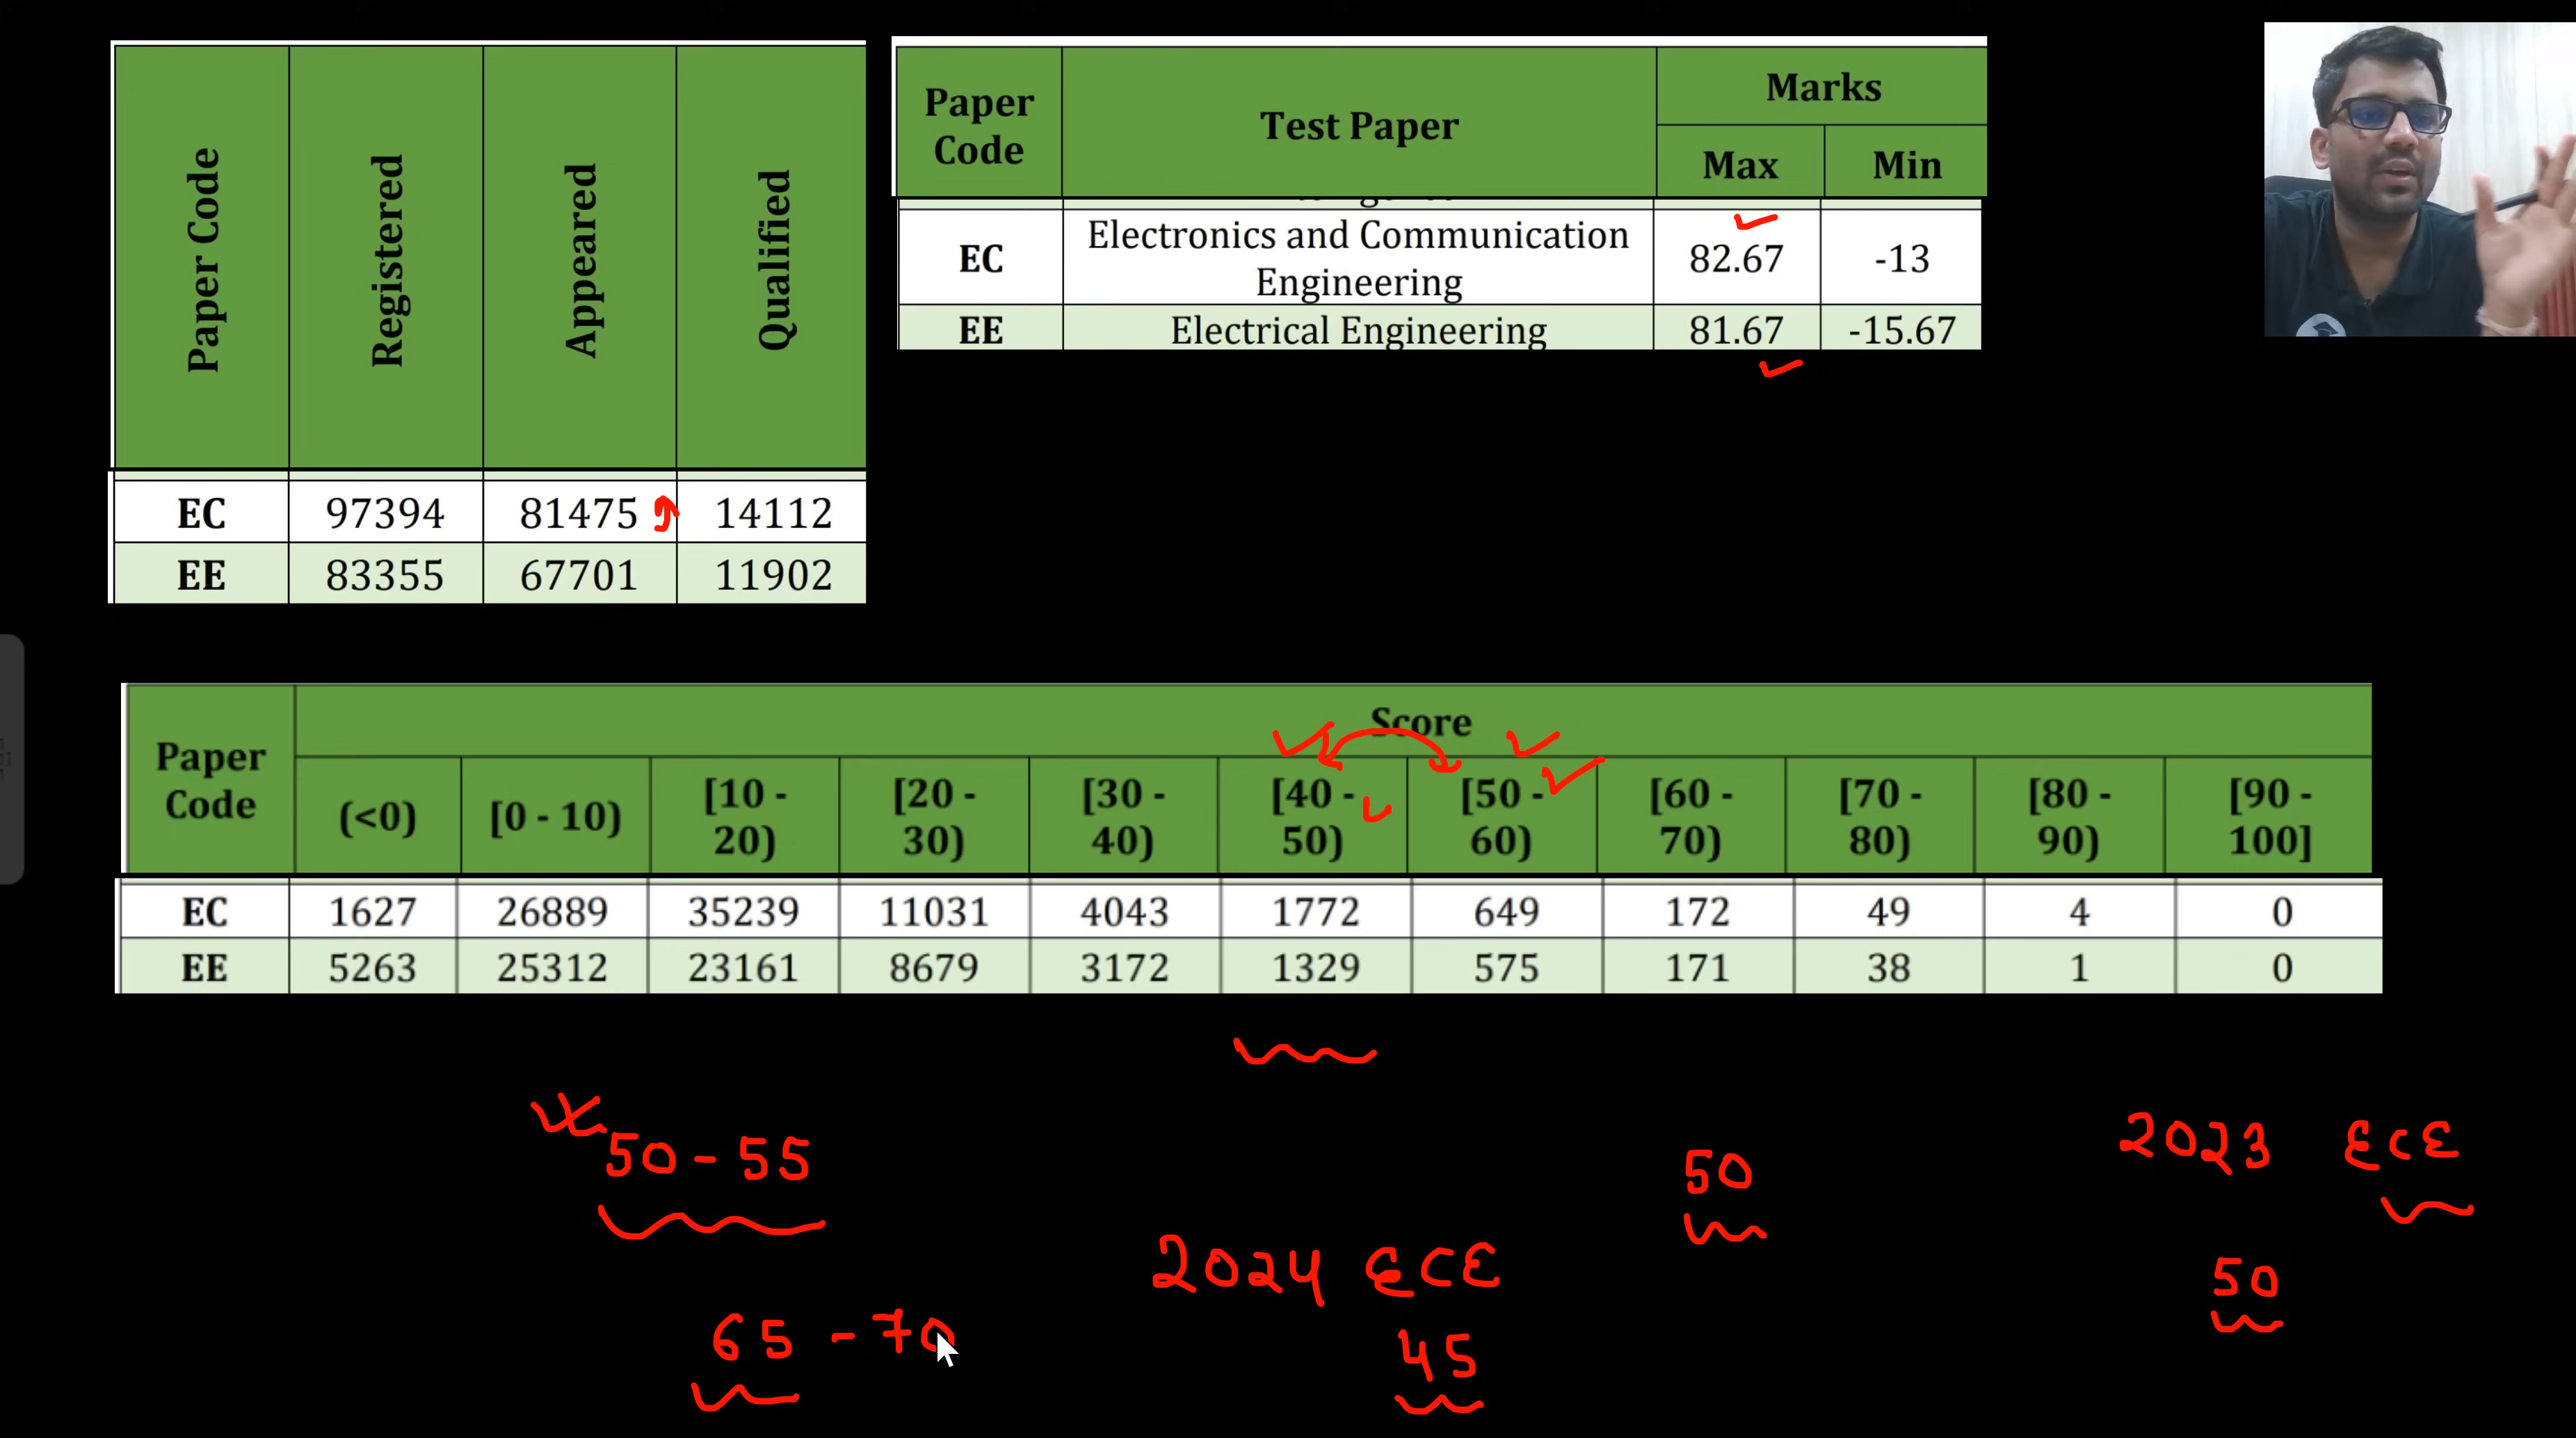 Paper Code Registered Appeared Qualified
EC 97394 81475 14112
EE 83355 67701 11902
Paper Code Test Paper Marks
Max Min
EC Electronics and Communication Engineering 82.67 -13
EE Electrical Engineering 81.67 -15.67
Paper Code Score
(<0) [0 - 10) [10 - 20) [20 - 30) [30 - 40) [40 - 50) [50 - 60) [60 - 70) [70 - 80) [80 - 90) [90 - 100]
EC 1627 26889 35239 11031 4043 1772 649 172 49 4 0
EE 5263 25312 23161 8679 3172 1329 575 171 38 1 0
50 - 55
50
2023 ECE
2024 ECE
50
65 - 70
45